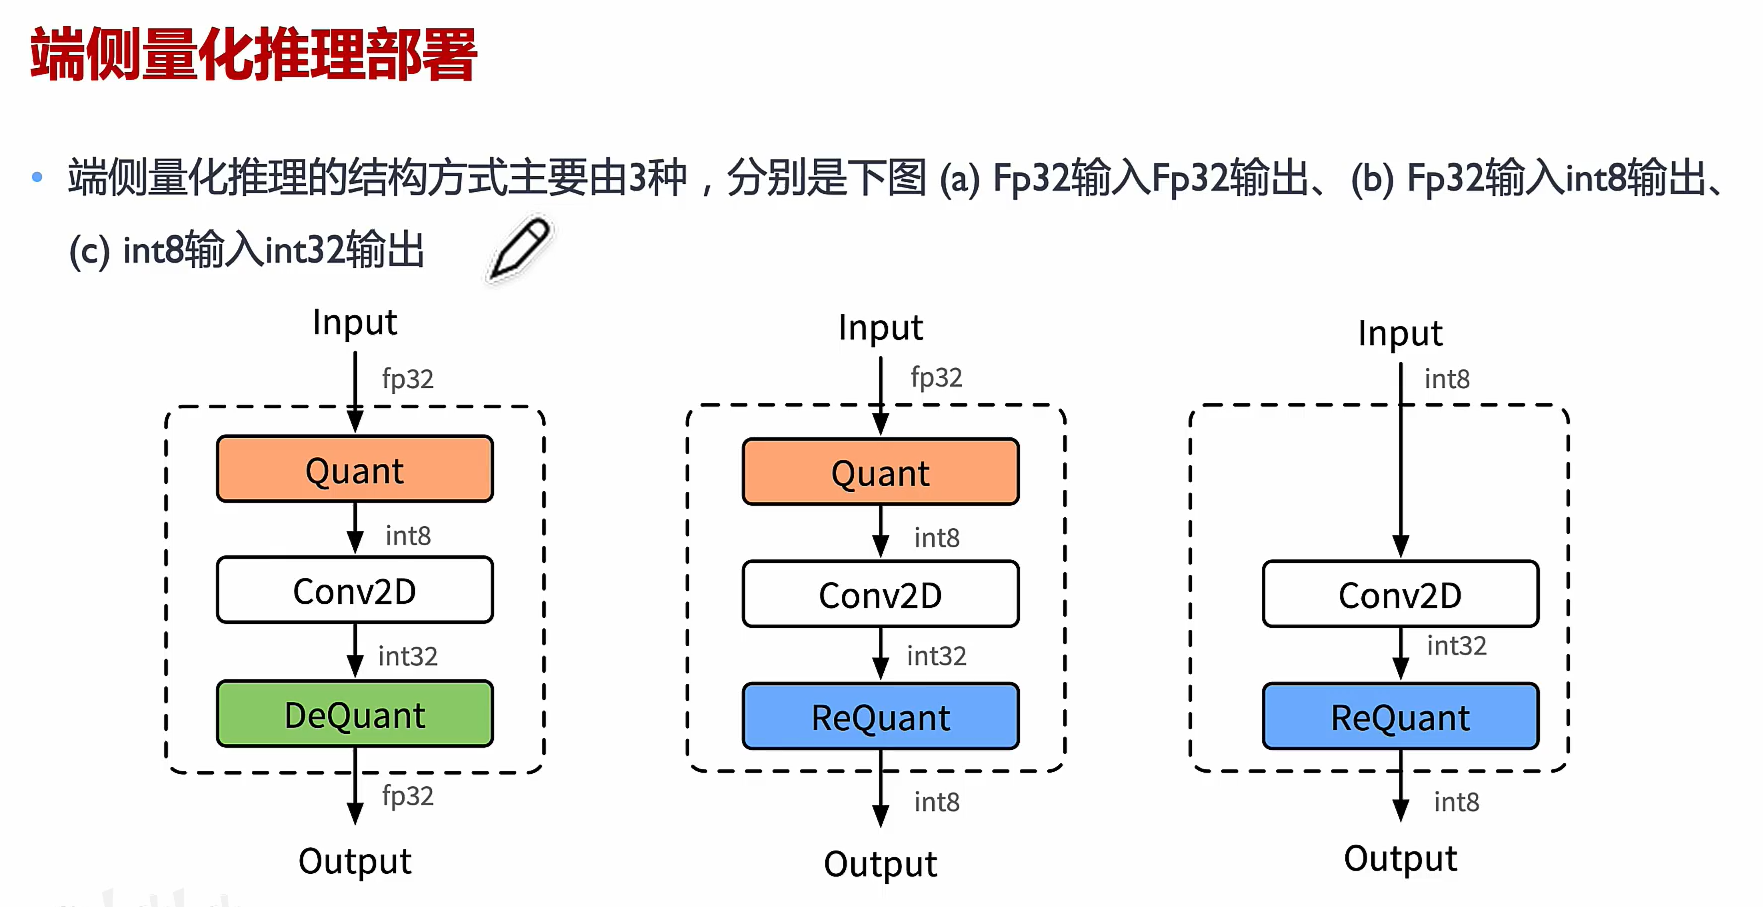 端侧量化推理部署
• 端侧量化推理的结构方式主要由3种，分别是下图 (a) Fp32输入Fp32输出、(b) Fp32输入int8输出、
(c) int8输入int32输出
Input
fp32
Quant
int8
Conv2D
int32
DeQuant
fp32
Output
Input
fp32
Quant
int8
Conv2D
int32
ReQuant
int8
Output
Input
int8
Conv2D
int32
ReQuant
int8
Output